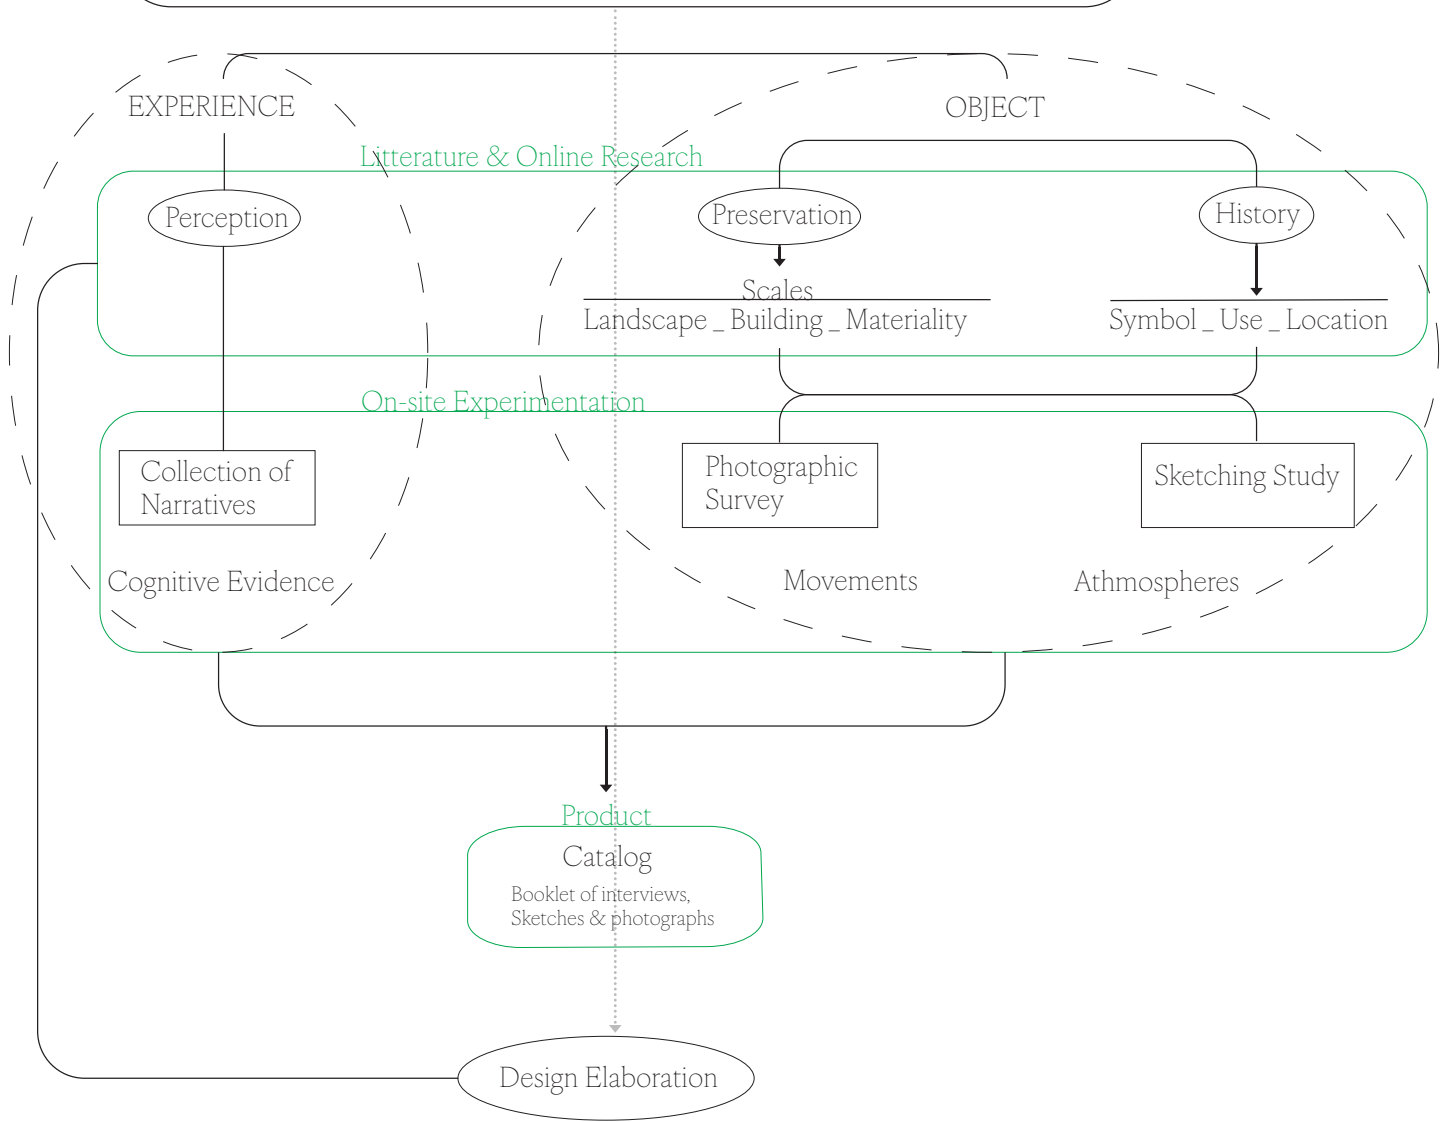 EXPERIENCE
OBJECT
Litterature & Online Research
Perception
Preservation
History
Scales
Landscape _ Building _ Materiality
Symbol _ Use _ Location
On-site Experimentation
Collection of
Narratives
Photographic
Survey
Sketching Study
Cognitive Evidence
Movements
Athmospheres
Product
Catalog
Booklet of interviews,
Sketches & photographs
Design Elaboration